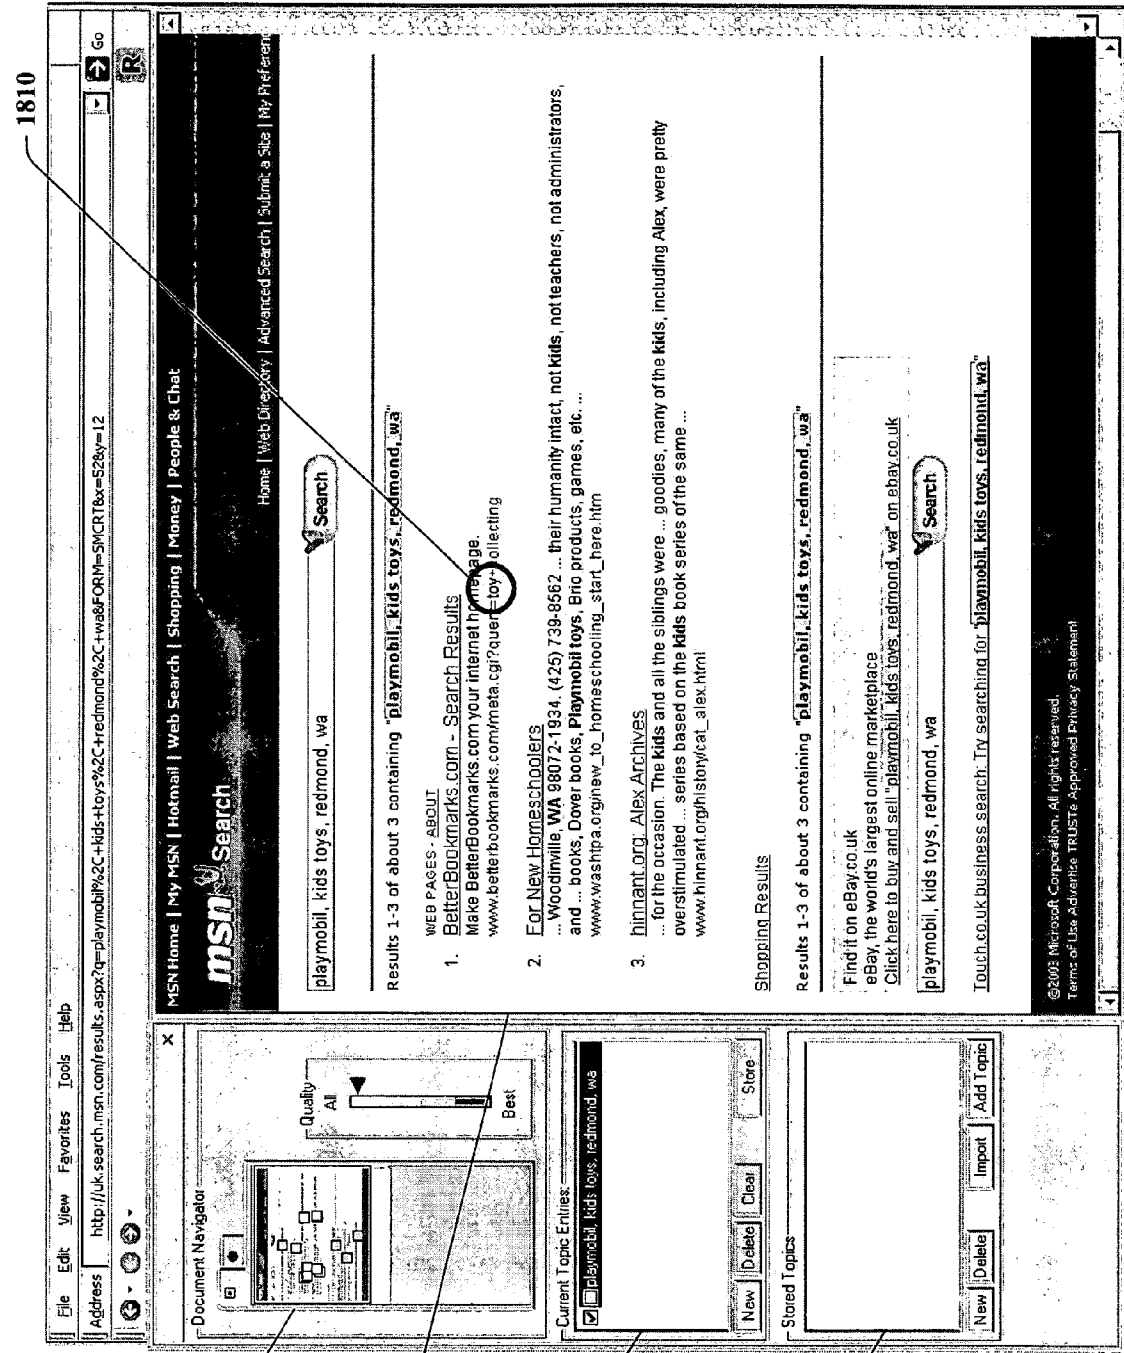 1810
File Edit View Favorites Tools Help
Address http://uk.search.msn.com/results.aspx?q=playmobil%2C+kids+toys%2C+redmond%2C+wa&FORM=SMCRT&x=52&y=12 Go
R
Document Navigator
Quality
All
Best
Current Topic Entries:
playmobil, kids toys, redmond, wa
New Delete Clear Store
Stored Topics
New Delete Import Add Topic
MSN Home | My MSN | Hotmail | Web Search | Shopping | Money | People & Chat
msn Search
Home | Web Directory | Advanced Search | Submit a Site | My Preferen
playmobil, kids toys, redmond, wa Search
Results 1-3 of about 3 containing "playmobil, kids toys, redmond, wa"
WEB PAGES - ABOUT
1. BetterBookmarks.com - Search Results
Make BetterBookmarks.com your internet homepage.
www.betterbookmarks.com/meta.cgi?quer=toy+collecting
2. For New Homeschoolers
... Woodinville, WA 98072-1934. (425) 739-8562 ... their humanity intact, not kids, not teachers, not administrators,
and ... books, Dover books, Playmobil toys, Brio products, games, etc. ...
www.washtpa.org/new_to_homeschooling_start_here.htm
3. hinnant.org: Alex Archives
... for the occasion. The kids and all the siblings were ... goodies, many of the kids, including Alex, were pretty
overstimulated ... series based on the kids book series of the same ...
www.hinnant.org/history/cat_alex.html
Shopping Results
Results 1-3 of about 3 containing "playmobil, kids toys, redmond, wa"
Find it on eBay.co.uk
eBay, the world's largest online marketplace
Click here to buy and sell "playmobil, kids toys, redmond, wa" on ebay.co.uk
playmobil, kids toys, redmond, wa Search
Touch.co.uk business search: Try searching for "playmobil, kids toys, redmond, wa"
©2003 Microsoft Corporation. All rights reserved.
Terms of Use Advertise TRUSTe Approved Privacy Statement